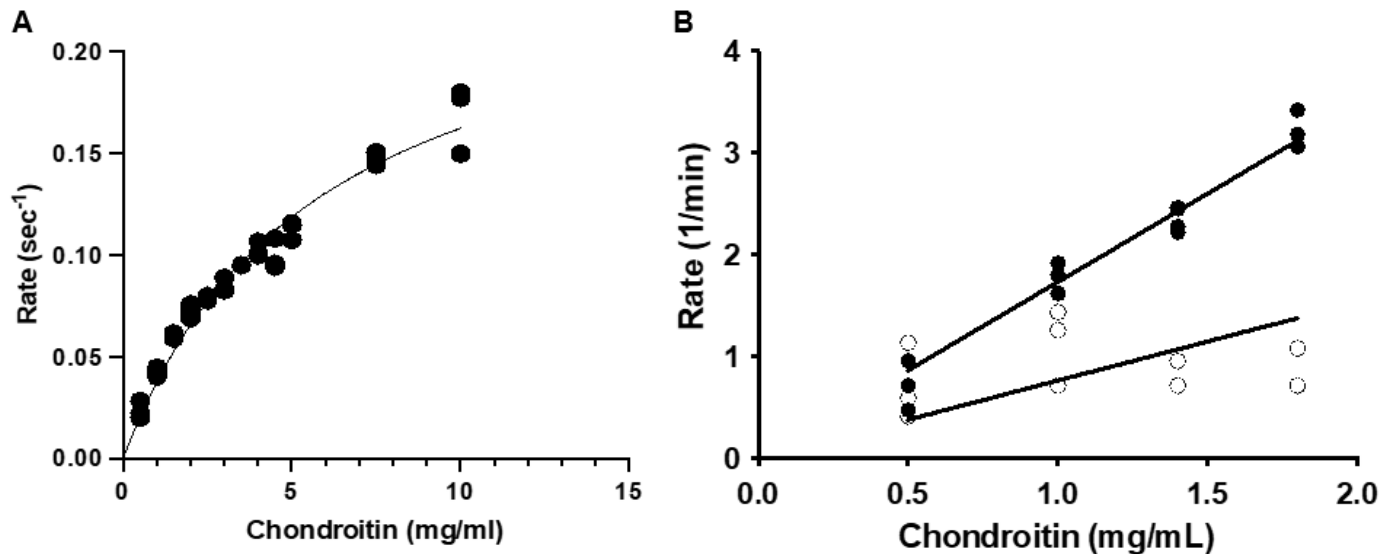 A
0.20
0.15
0.10
0.05
0.00
Rate (sec⁻¹)
0 5 10 15
Chondroitin (mg/ml)
B
4
3
2
1
0
Rate (1/min)
0.0 0.5 1.0 1.5 2.0
Chondroitin (mg/mL)